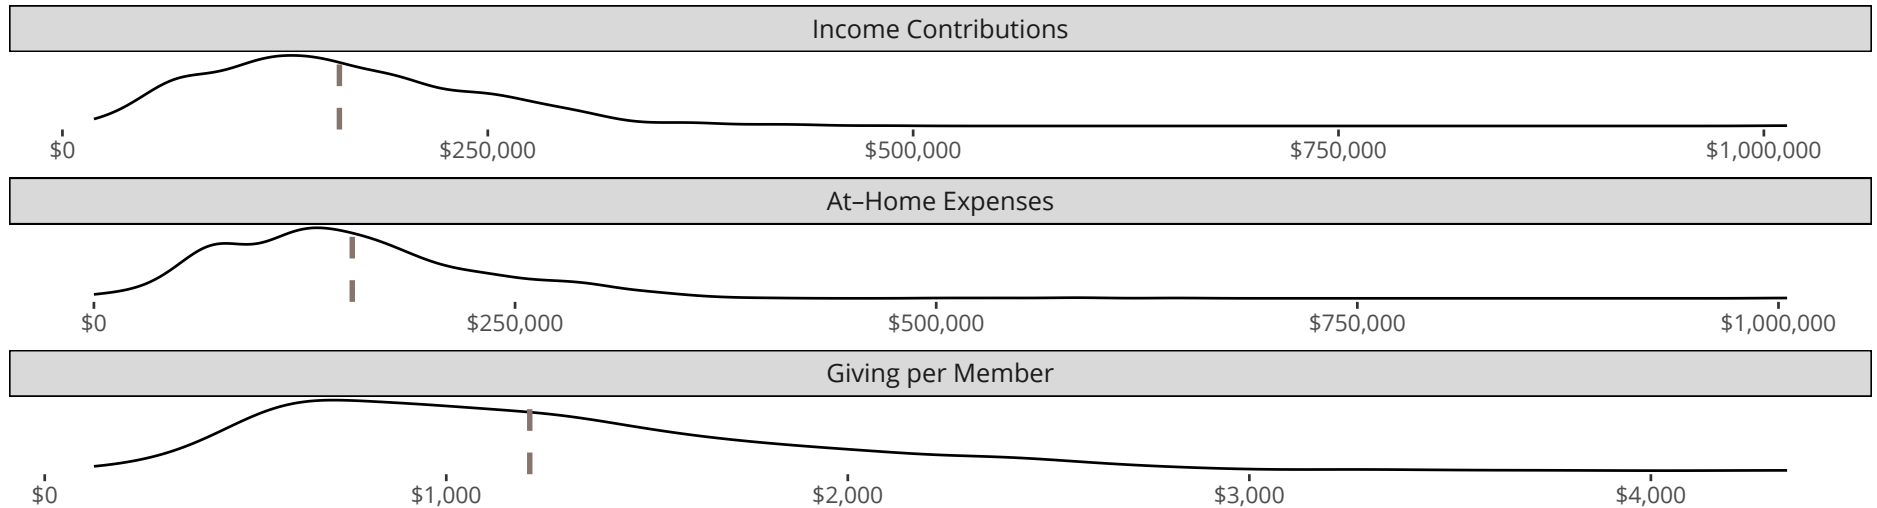 Income Contributions
$0 $250,000 $500,000 $750,000 $1,000,000
At–Home Expenses
$0 $250,000 $500,000 $750,000 $1,000,000
Giving per Member
$0 $1,000 $2,000 $3,000 $4,000